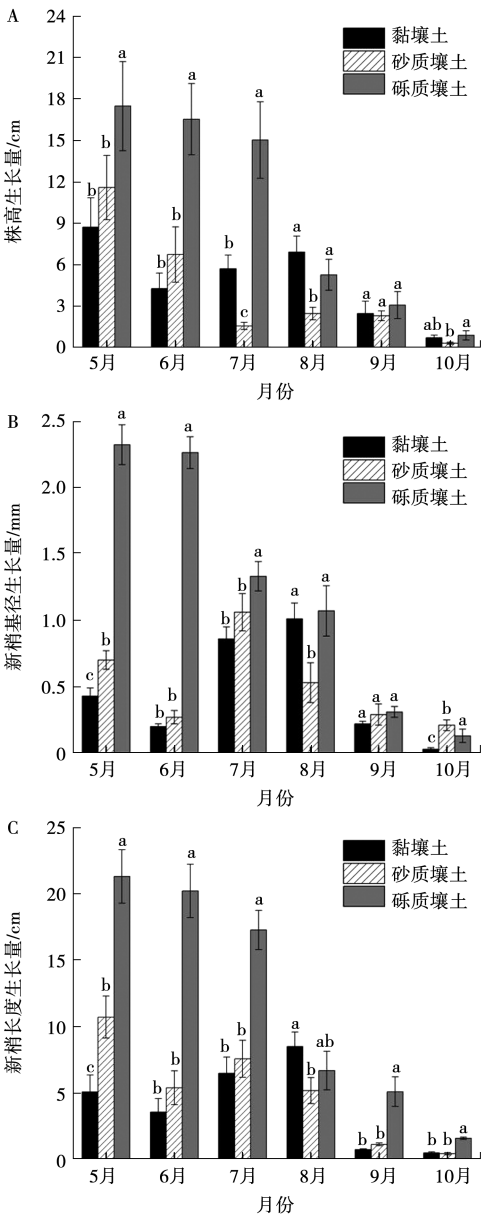 A
24
21
18
15
12
9
6
3
0
株高生长量/cm
黏壤土
砂质壤土
砾质壤土
b b a
b b a
b c a
a b a
a a a
ab b a
5月 6月 7月 8月 9月 10月
月份
B
2.5
2.0
1.5
1.0
0.5
0
新梢基径生长量/mm
黏壤土
砂质壤土
砾质壤土
c b a
b b a
b b a
a b a
a a a
c b a
5月 6月 7月 8月 9月 10月
月份
C
25
20
15
10
5
0
新梢长度生长量/cm
黏壤土
砂质壤土
砾质壤土
c b a
b b a
b b a
a b ab
b b a
b b a
5月 6月 7月 8月 9月 10月
月份